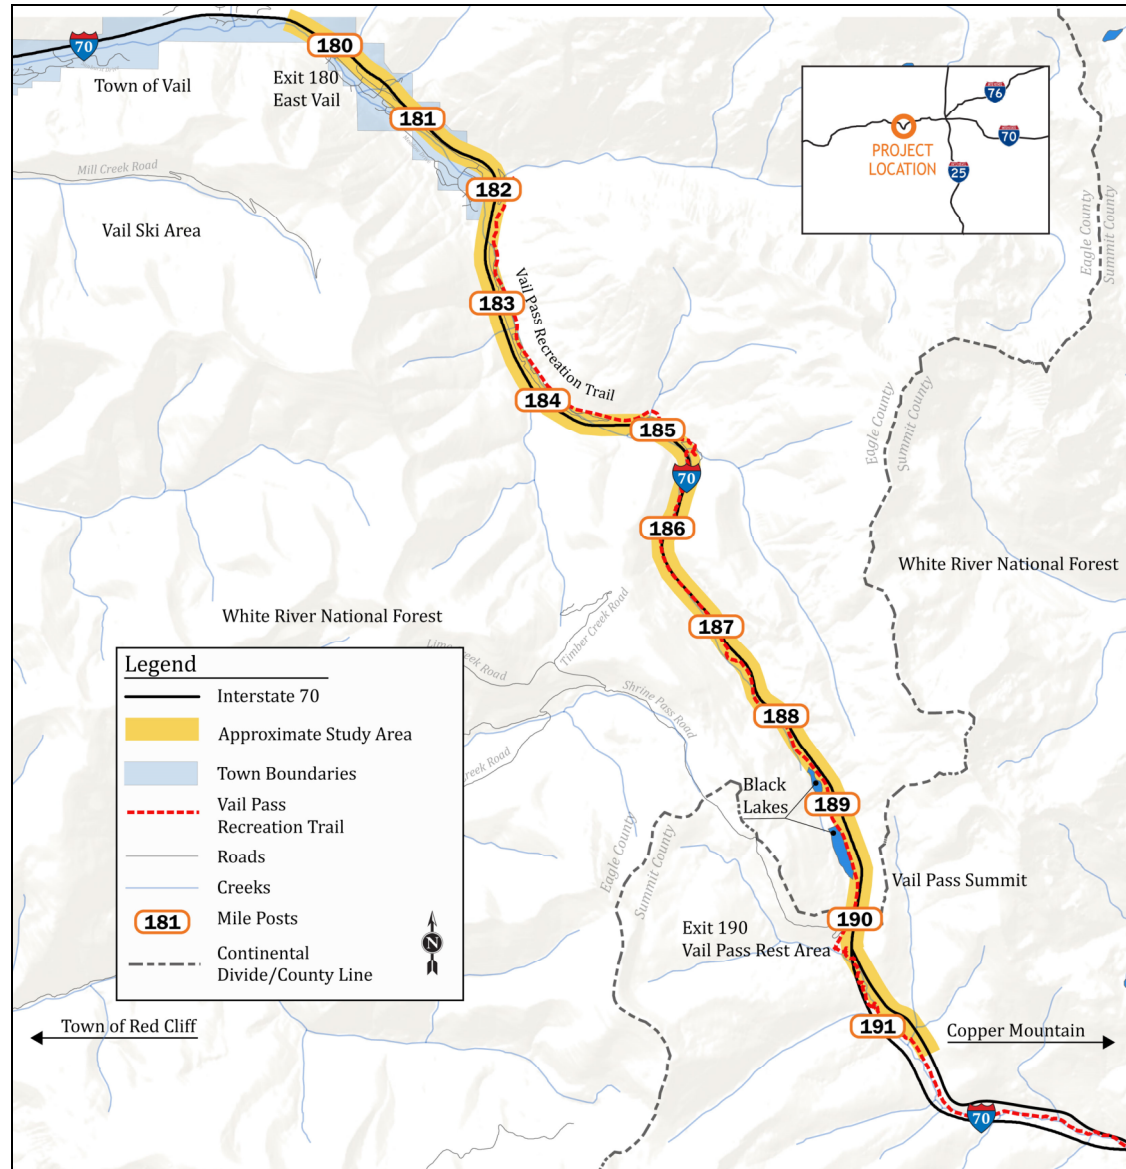 70
180
Town of Vail
Exit 180
East Vail
181
Mill Creek Road
182
Vail Ski Area
76
70
PROJECT
LOCATION
25
Eagle County
Summit County
183
Vail Pass Recreation Trail
184
185
70
Eagle County
Summit County
186
White River National Forest
White River National Forest
187
Timber Creek Road
Creek Road
Shrine Pass Road
188
Creek Road
Black
Lakes
189
Eagle County
Summit County
Vail Pass Summit
190
Exit 190
Vail Pass Rest Area
191
Copper Mountain
70
Legend
Interstate 70
Approximate Study Area
Town Boundaries
Vail Pass
Recreation Trail
Roads
Creeks
181
Mile Posts
N
Continental
Divide/County Line
Town of Red Cliff